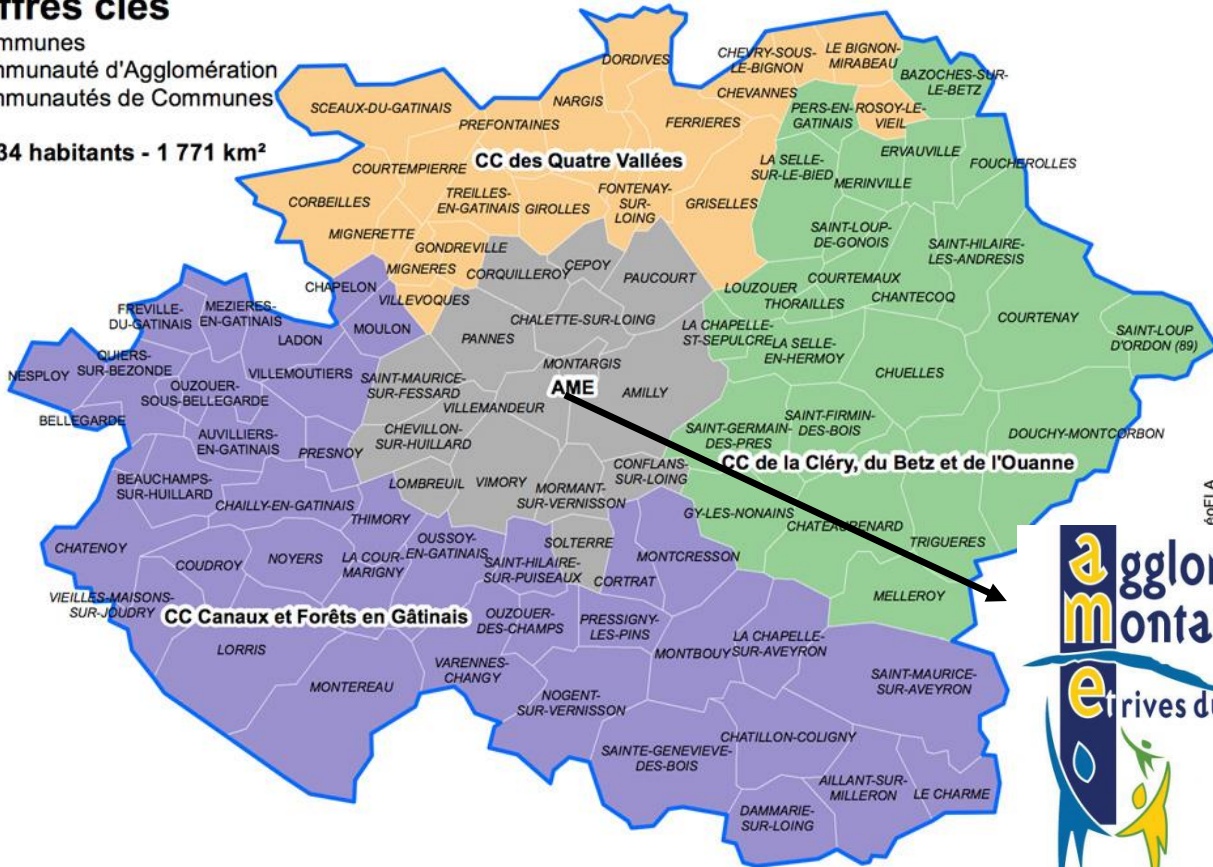 ffres clés
mmunes
mmunauté d'Agglomération
mmunautés de Communes
34 habitants - 1 771 km²
DORDIVES
CHEVRY-SOUS-
LE-BIGNON
LE BIGNON-
MIRABEAU
BAZOCHES-SUR-
LE-BETZ
SCEAUX-DU-GATINAIS
NARGIS
CHEVANNES
PREFONTAINES
FERRIERES
PERS-EN-
GATINAIS
ROSOY-LE-
VIEIL
CC des Quatre Vallées
ERVAUVILLE
FOUCHEROLLES
COURTEMPIERRE
LA SELLE-
SUR-LE-BIED
MERINVILLE
CORBEILLES
TREILLES-
EN-GATINAIS
GIROLLES
FONTENAY-
SUR-
LOING
GRISELLES
MIGNERETTE
GONDREVILLE
SAINT-LOUP-
DE-GONOIS
SAINT-HILAIRE-
LES-ANDRESIS
MIGNERES
CORQUILLEROY
CEPOY
PAUCOURT
CHAPELON
VILLEVOQUES
LOUZOUER
COURTEMAUX
THORAILLES
CHANTECOQ
FREVILLE-
DU-GATINAIS
MEZIERES-
EN-GATINAIS
MOULON
CHALETTE-SUR-LOING
COURTENAY
LADON
PANNES
LA CHAPELLE-
ST-SEPULCRE
LA SELLE-
EN-HERMOY
SAINT-LOUP
D'ORDON (89)
NESPLOY
QUIERS-
SUR-BEZONDE
VILLEMOUTIERS
SAINT-MAURICE-
SUR-FESSARD
MONTARGIS
CHUELLES
OUZOUER-
SOUS-BELLEGARDE
AME
AMILLY
VILLEMANDEUR
BELLEGARDE
AUVILLIERS-
EN-GATINAIS
PRESNOY
CHEVILLON-
SUR-HUILLARD
SAINT-GERMAIN-
DES-PRES
SAINT-FIRMIN-
DES-BOIS
DOUCHY-MONTCORBON
CC de la Cléry, du Betz et de l'Ouanne
BEAUCHAMPS-
SUR-HUILLARD
LOMBREUIL
VIMORY
MORMANT-
SUR-VERNISSON
CONFLANS-
SUR-LOING
CHAILLY-EN-GATINAIS
THIMORY
GY-LES-NONAINS
CHATEAURENARD
TRIGUERES
éoFLA
CHATENOY
COUDROY
NOYERS
LA COUR-
MARIGNY
OUSSOY-
EN-GATINAIS
SOLTERRE
SAINT-HILAIRE-
SUR-PUISEAUX
CORTRAT
MONTCRESSON
MELLEROY
VIEILLES-MAISONS-
SUR-JOUDRY
CC Canaux et Forêts en Gâtinais
OUZOUER-
DES-CHAMPS
PRESSIGNY-
LES-PINS
LORRIS
MONTBOUY
LA CHAPELLE-
SUR-AVEYRON
MONTEREAU
VARENNES-
CHANGY
SAINT-MAURICE-
SUR-AVEYRON
NOGENT-
SUR-VERNISSON
SAINTE-GENEVIEVE-
DES-BOIS
CHATILLON-COLIGNY
AILLANT-SUR-
MILLERON
LE CHARME
DAMMARIE-
SUR-LOING
agglo
monta
et rives du